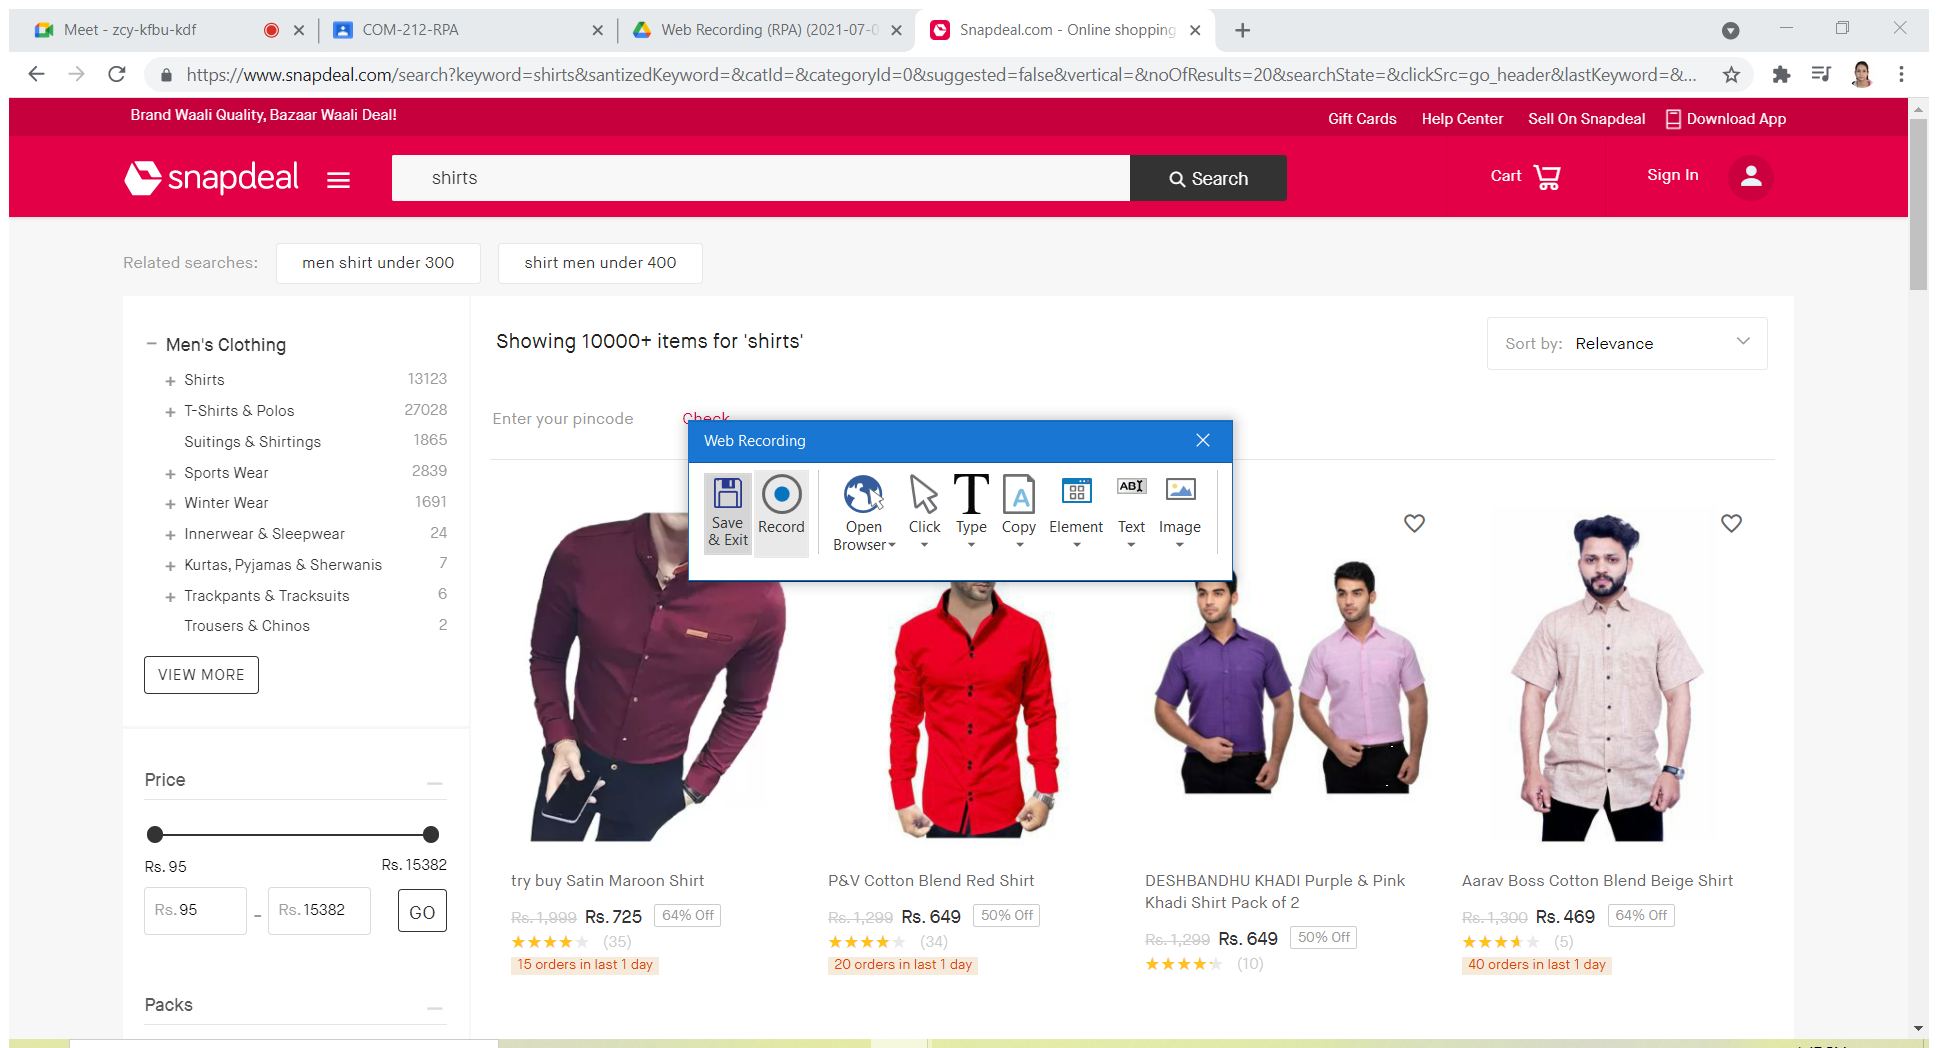 Meet - zcy-kfbu-kdf
COM-212-RPA
Web Recording (RPA) (2021-07-0
Snapdeal.com - Online shopping
https://www.snapdeal.com/search?keyword=shirts&santizedKeyword=&catId=&categoryId=0&suggested=false&vertical=&noOfResults=20&searchState=&clickSrc=go_header&lastKeyword=&...
Brand Waali Quality, Bazaar Waali Deal!
Gift Cards
Help Center
Sell On Snapdeal
Download App
snapdeal
shirts
Search
Cart
Sign In
Related searches:
men shirt under 300
shirt men under 400
Men's Clothing
Shirts 13123
T-Shirts & Polos 27028
Suitings & Shirtings 1865
Sports Wear 2839
Winter Wear 1691
Innerwear & Sleepwear 24
Kurtas, Pyjamas & Sherwanis 7
Trackpants & Tracksuits 6
Trousers & Chinos 2
VIEW MORE
Price
Rs. 95
Rs. 15382
Rs. 95 - Rs. 15382
GO
Packs
Showing 10000+ items for 'shirts'
Sort by: Relevance
Enter your pincode
Check
Web Recording
Save
& Exit
Record
Open
Browser
Click
Type
Copy
Element
Text
Image
try buy Satin Maroon Shirt
Rs. 1,999 Rs. 725 64% Off
(35)
15 orders in last 1 day
P&V Cotton Blend Red Shirt
Rs. 1,299 Rs. 649 50% Off
(34)
20 orders in last 1 day
DESHBANDHU KHADI Purple & Pink
Khadi Shirt Pack of 2
Rs. 1,299 Rs. 649 50% Off
(10)
Aarav Boss Cotton Blend Beige Shirt
Rs. 1,300 Rs. 469 64% Off
(5)
40 orders in last 1 day